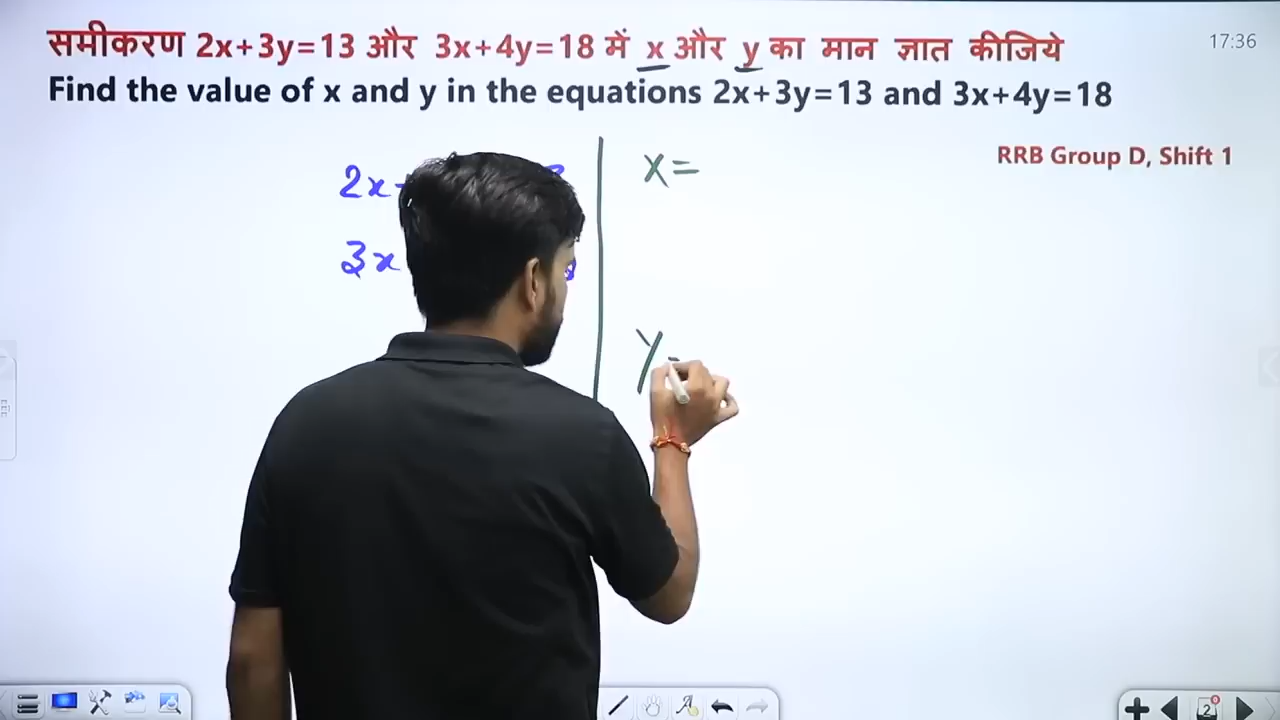 समीकरण 2x+3y=13 और 3x+4y=18 में x और y का मान ज्ञात कीजिये
17:36
Find the value of x and y in the equations 2x+3y=13 and 3x+4y=18
RRB Group D, Shift 1
2x
x=
3x
y=
2